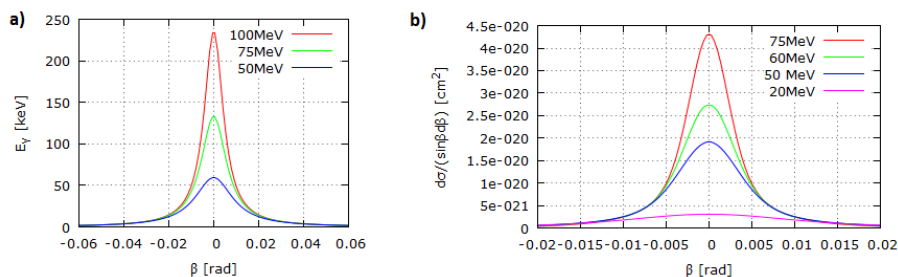 a)
Eγ [keV]
250
200
150
100
50
0
100MeV
75MeV
50MeV
-0.06 -0.04 -0.02 0 0.02 0.04 0.06
β [rad]
b)
dσ/(sinβdβ) [cm²]
4.5e-020
4e-020
3.5e-020
3e-020
2.5e-020
2e-020
1.5e-020
1e-020
5e-021
0
75MeV
60MeV
50 MeV
20MeV
-0.02 -0.015 -0.01 -0.005 0 0.005 0.01 0.015 0.02
β [rad]